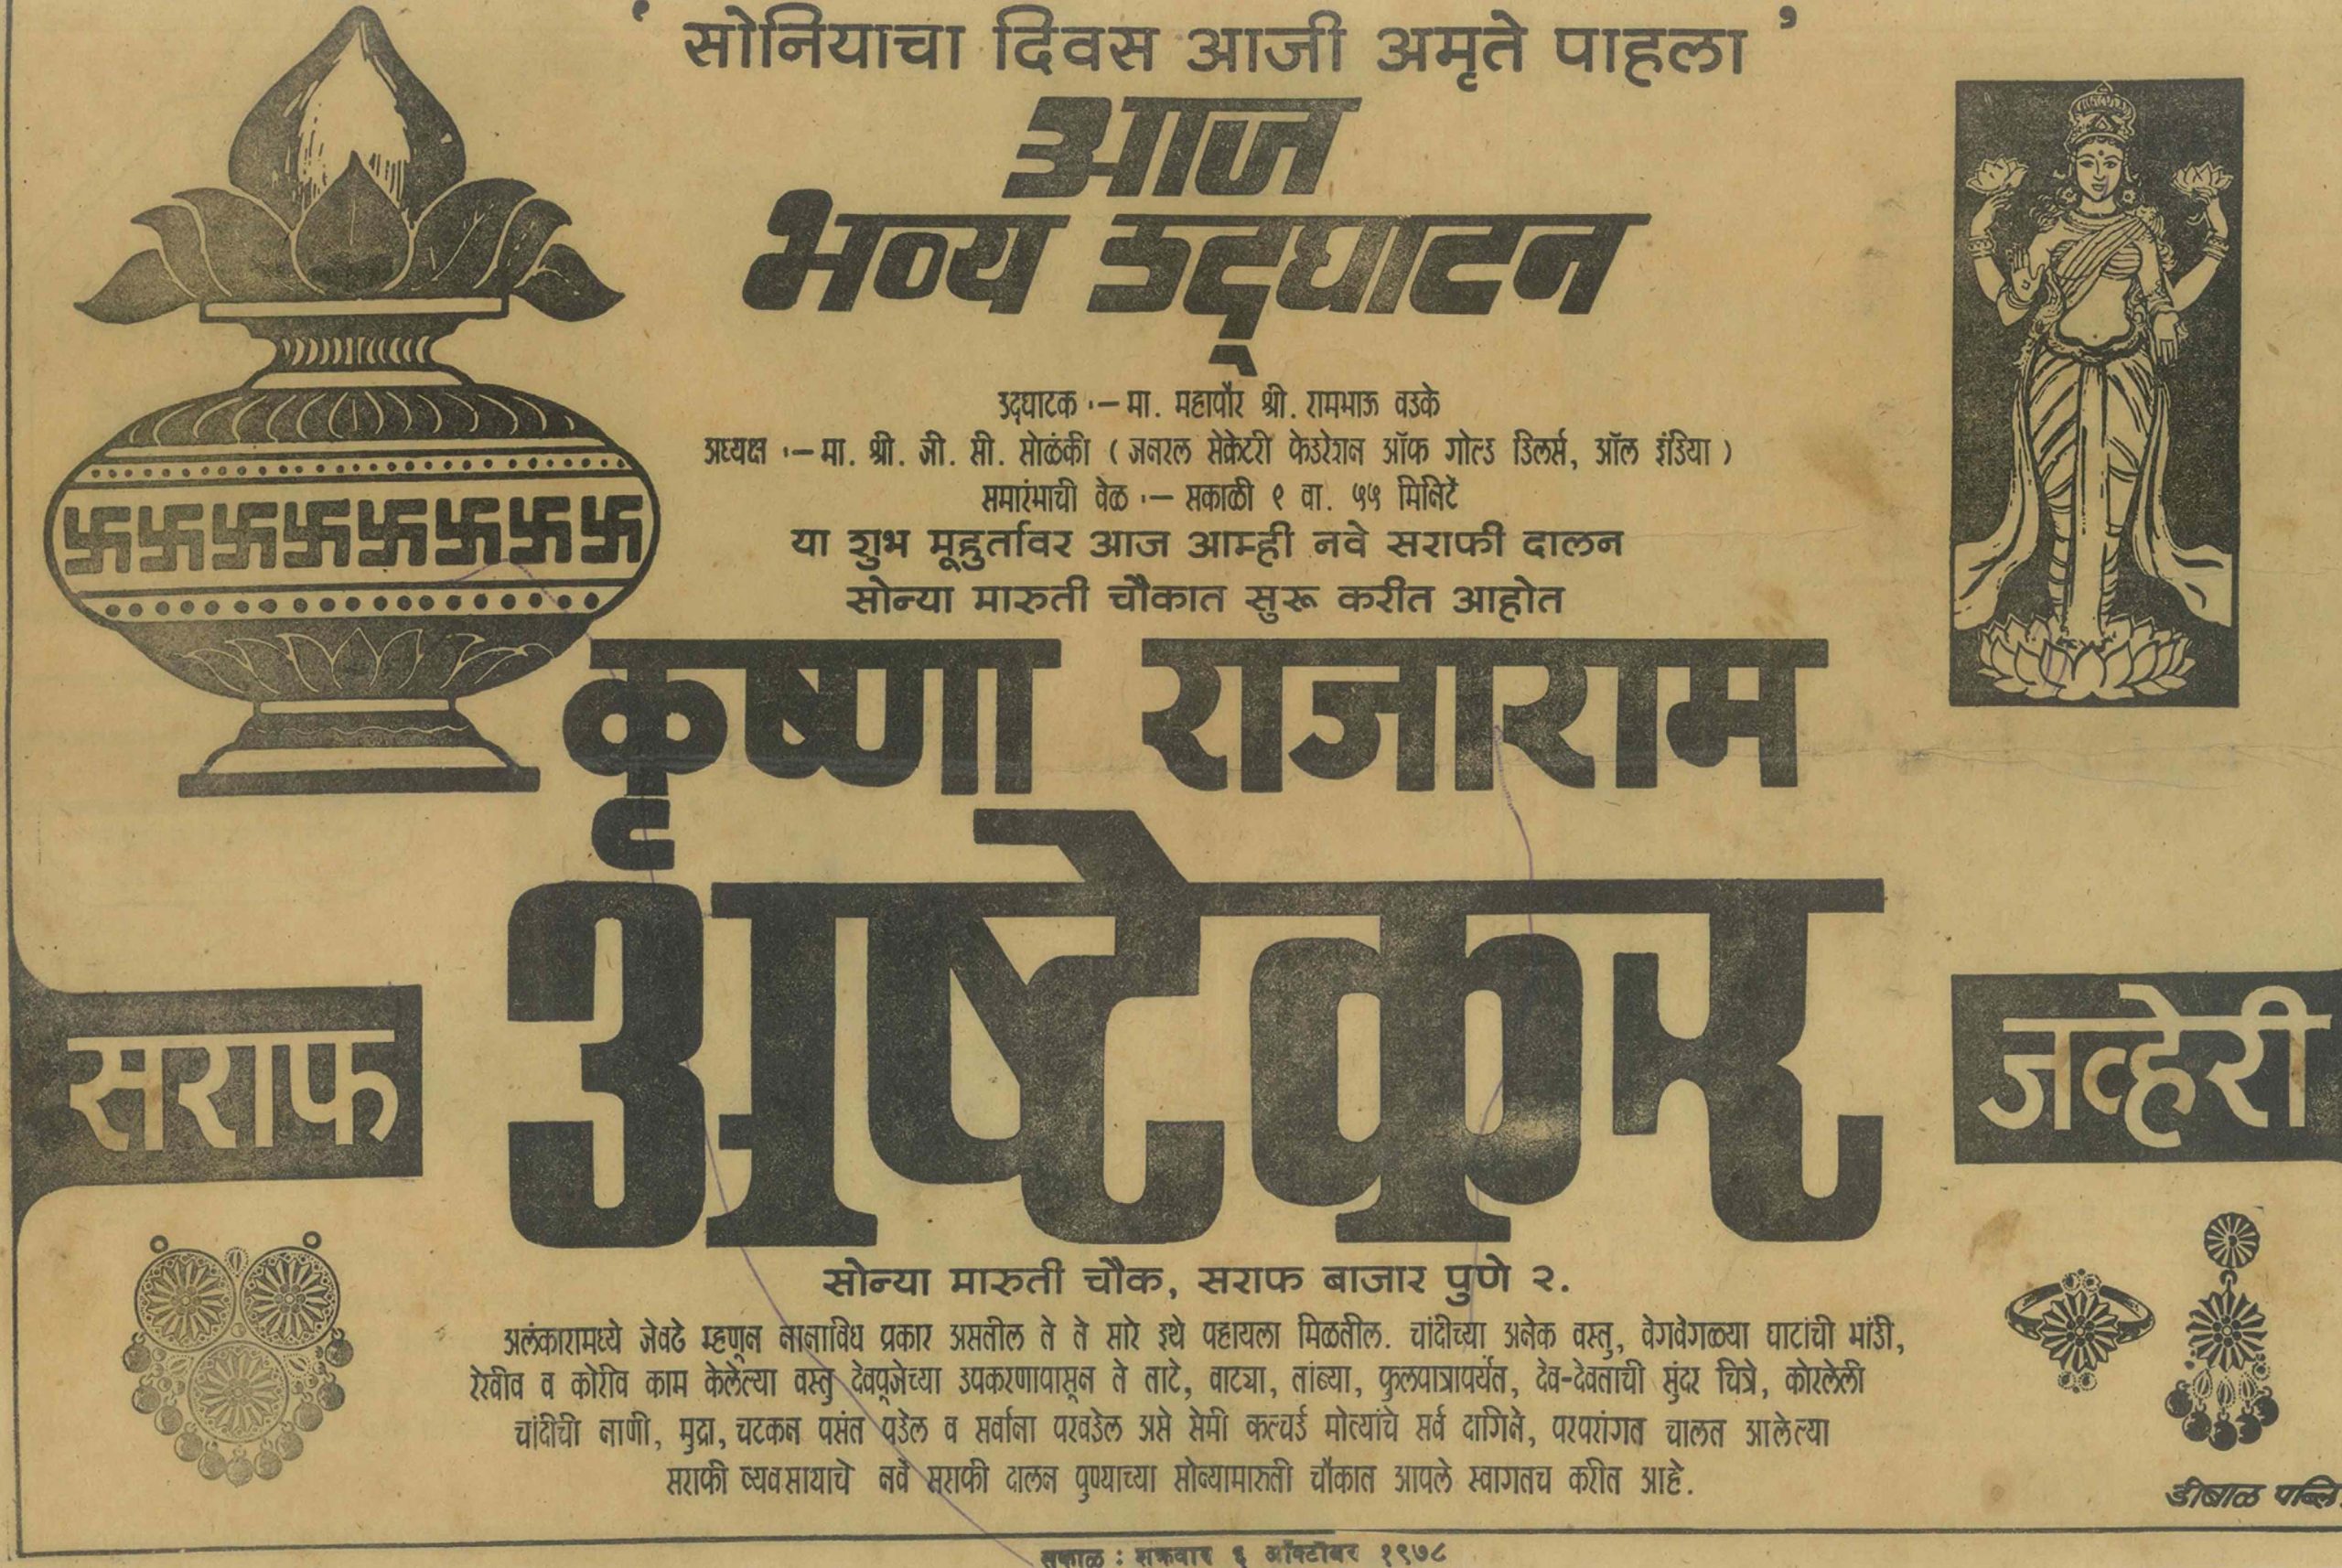 ‘ सोनियाचा दिवस आजी अमृते पाहला ’
आज
भव्य उद्‌घाटन
उद्‌घाटक :— मा. महापौर श्री. रामभाऊ वडके
अध्यक्ष :— मा. श्री. जी. सी. सोळंकी ( जनरल सेक्रेटरी फेडरेशन ऑफ गोल्ड डिलर्स, ऑल इंडिया )
समारंभाची वेळ :— सकाळी ९ वा. ५५ मिनिटें
या शुभ मूहुर्तावर आज आम्ही नवे सराफी दालन
सोन्या मारुती चौकात सुरू करीत आहोत
कृष्णा राजाराम
अष्टेकर
सराफ
जव्हेरी
सोन्या मारुती चौक, सराफ बाजार पुणे २.
अलंकारामध्ये जेवढे म्हणून नानाविध प्रकार असतील ते ते सारे इथे पहायला मिळतील. चांदीच्या अनेक वस्तु, वेगवेगळ्या घाटांची भांडी,
रेखीव व कोरीव काम केलेल्या वस्तु देवपूजेच्या उपकरणापासून ते ताटे, वाट्या, तांब्या, फुलपात्रापर्यंत, देव-देवतांची सुंदर चित्रे, कोरलेली
चांदीची नाणी, मुद्रा, चटकन पसंत पडेल व सर्वांना परवडेल असे सेमी कल्चर्ड मोत्यांचे सर्व दागिने, परपरांगत चालत आलेल्या
सराफी व्यवसायाचे नवे सराफी दालन पुण्याच्या सोन्यामारुती चौकात आपले स्वागतच करीत आहे.
डीबाळ पब्लि.
सकाळ : शुक्रवार ६ ऑक्टोबर १९७८